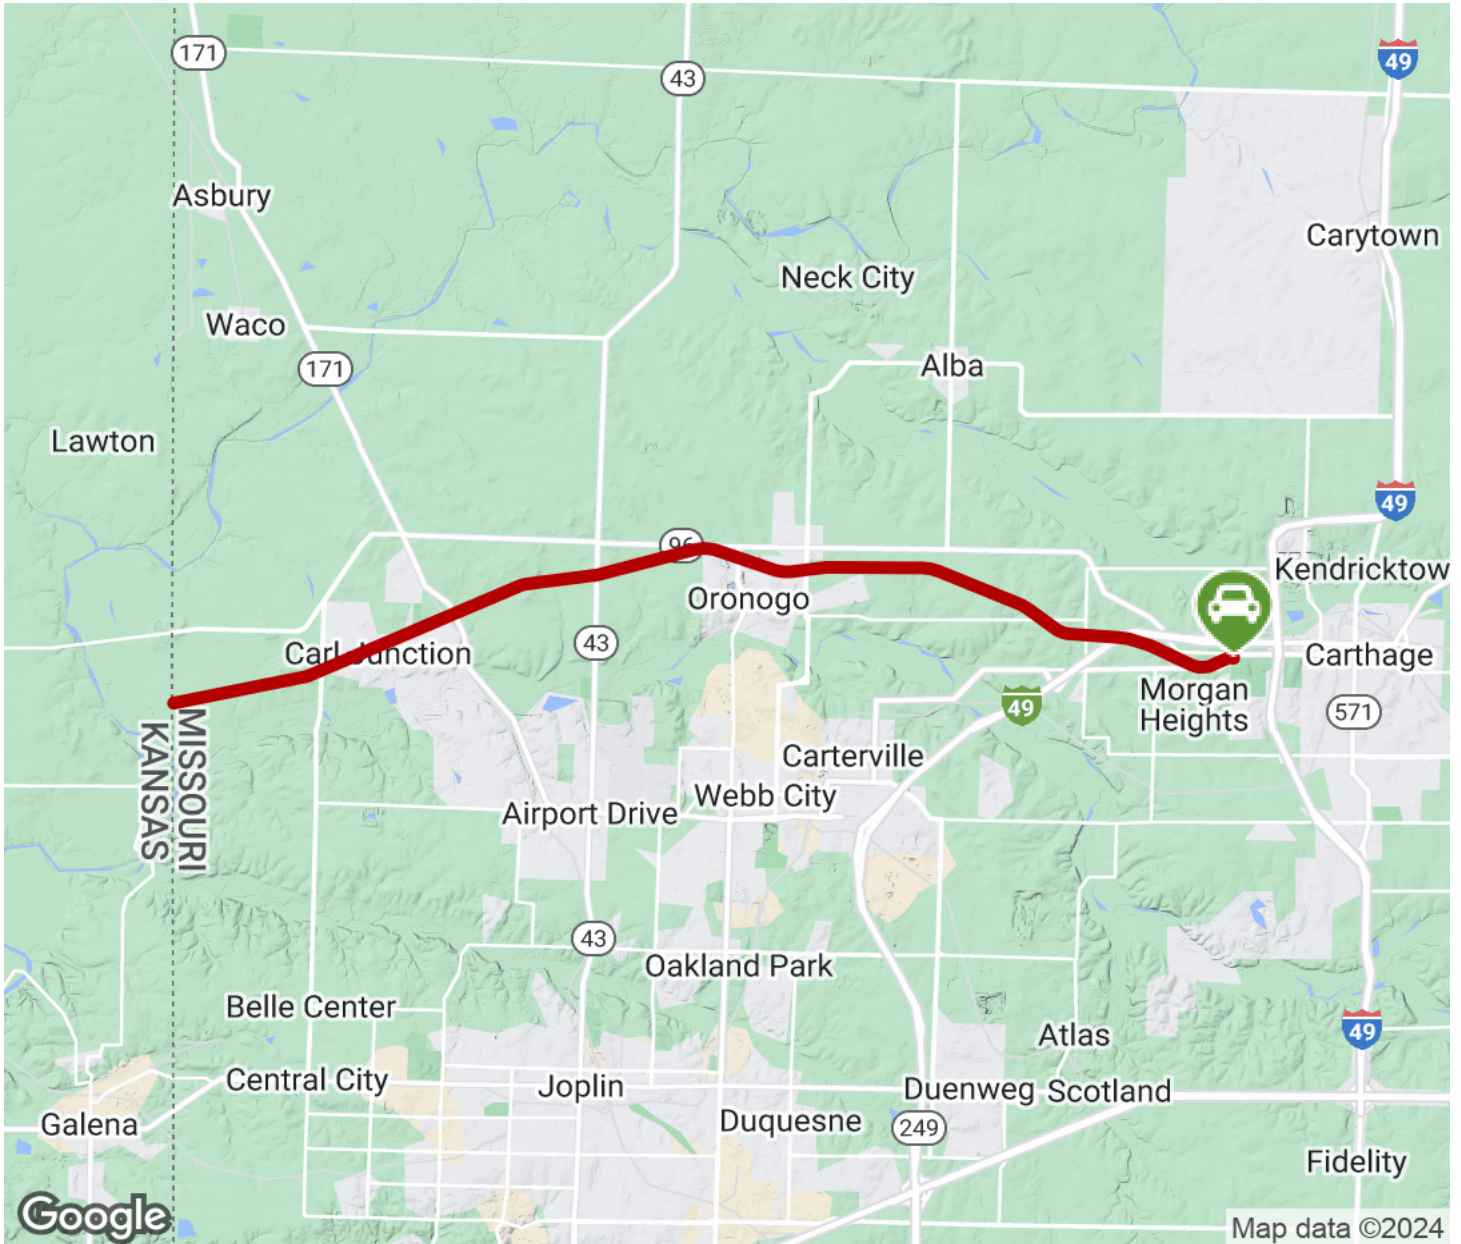 171
43
49
Asbury
Carytown
Neck City
Waco
Alba
171
Lawton
49
96
Kendricktow
Oronogo
43
Carl Junction
Carthage
Morgan
Heights
49
571
MISSOURI
KANSAS
Carterville
Webb City
Airport Drive
43
Oakland Park
Belle Center
Atlas
49
Central City
Joplin
Duenweg
Scotland
Galena
Duquesne
249
Fidelity
Google
Map data ©2024